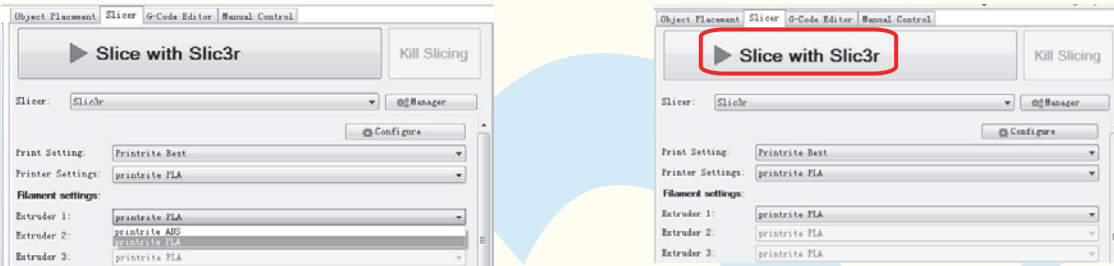 Object Placement Slicer G-Code Editor Manual Control
Slice with Slic3r Kill Slicing
Slicer: Slic3r Manager
Configure
Print Setting: Printrite Best
Printer Settings: printrite PLA
Filament settings:
Extruder 1: printrite PLA
printrite ABS
Extruder 2: printrite PLA
Extruder 3: printrite PLA
Object Placement Slicer G-Code Editor Manual Control
Slice with Slic3r Kill Slicing
Slicer: Slic3r Manager
Configure
Print Setting: Printrite Best
Printer Settings: printrite PLA
Filament settings:
Extruder 1: printrite PLA
Extruder 2: printrite PLA
Extruder 3: printrite PLA